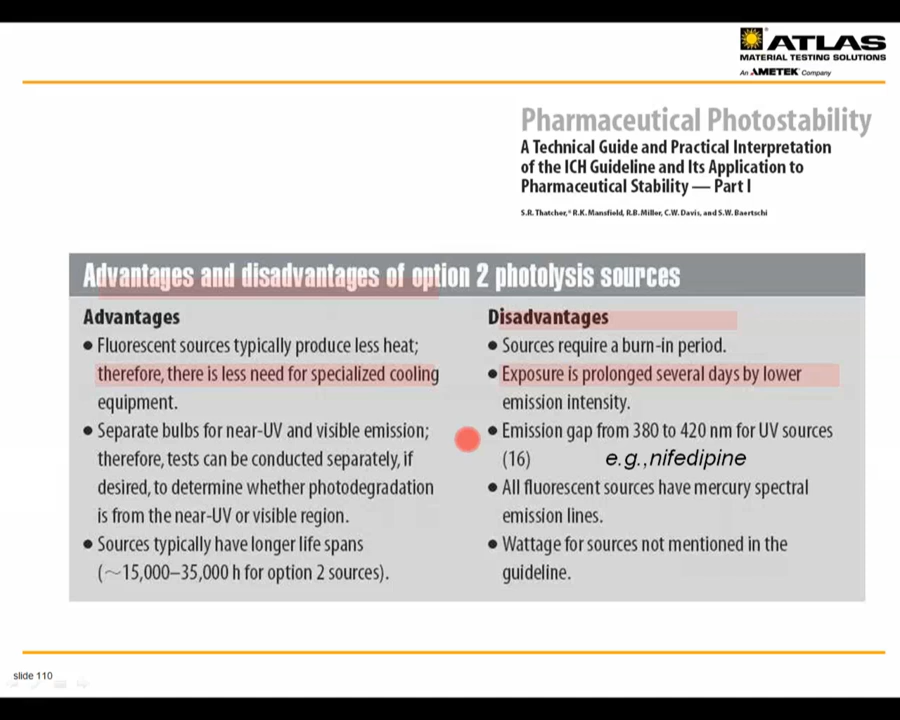 ATLAS
MATERIAL TESTING SOLUTIONS
An AMETEK Company
Pharmaceutical Photostability
A Technical Guide and Practical Interpretation
of the ICH Guideline and Its Application to
Pharmaceutical Stability — Part I
S.R. Thatcher,* R.K. Mansfield, R.B. Miller, C.W. Davis, and S.W. Baertschi
Advantages and disadvantages of option 2 photolysis sources
Advantages
● Fluorescent sources typically produce less heat;
therefore, there is less need for specialized cooling
equipment.
● Separate bulbs for near-UV and visible emission;
therefore, tests can be conducted separately, if
desired, to determine whether photodegradation
is from the near-UV or visible region.
● Sources typically have longer life spans
(~15,000–35,000 h for option 2 sources).
Disadvantages
● Sources require a burn-in period.
● Exposure is prolonged several days by lower
emission intensity.
● Emission gap from 380 to 420 nm for UV sources
(16) e.g.,nifedipine
● All fluorescent sources have mercury spectral
emission lines.
● Wattage for sources not mentioned in the
guideline.
slide 110